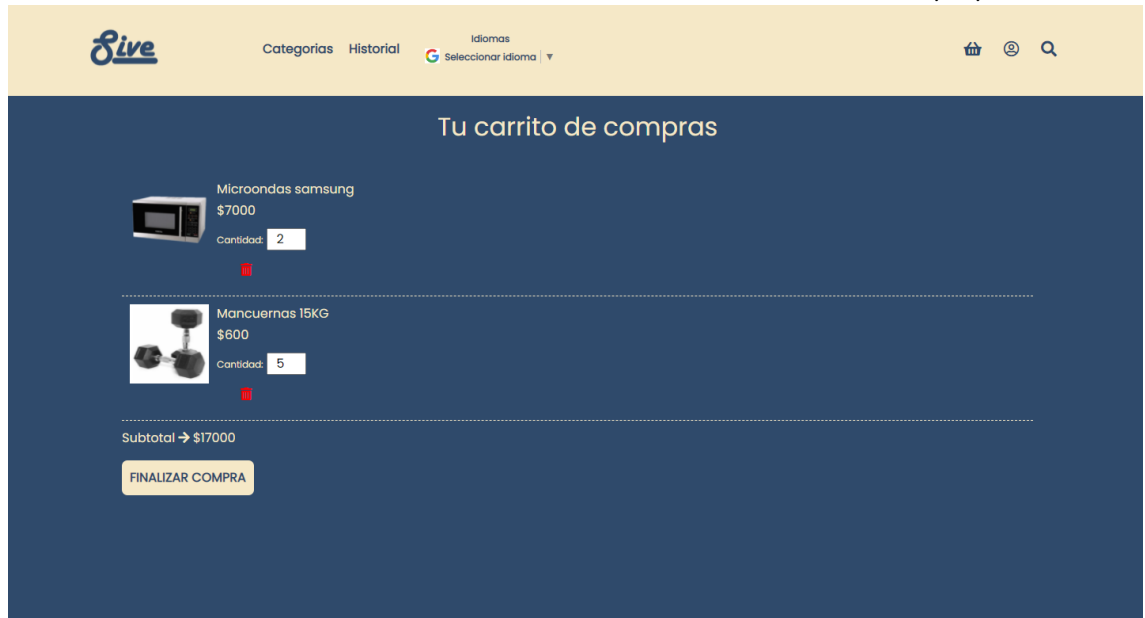 Sive
Categorias Historial
Idiomas
G Seleccionar idioma ▼
Tu carrito de compras
Microondas samsung
$7000
Cantidad: 2
Mancuernas 15KG
$600
Cantidad: 5
Subtotal → $17000
FINALIZAR COMPRA